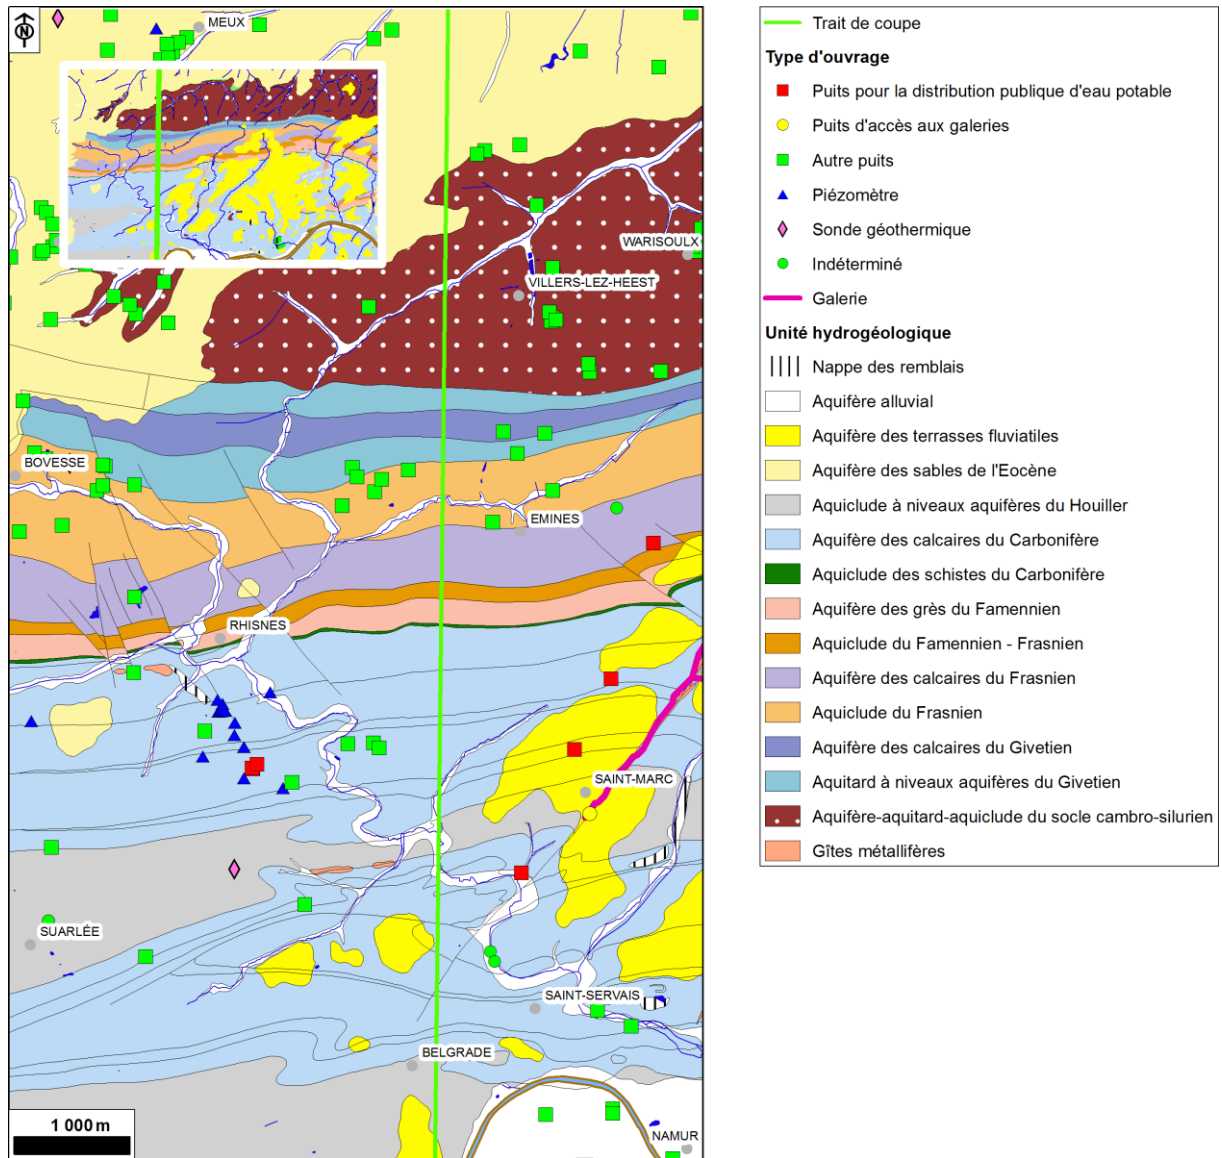 N
MEUX
WARISOULX
VILLERS-LEZ-HEEST
BOVESSE
EMINES
RHISNES
SAINT-MARC
SUARLÉE
SAINT-SERVAIS
BELGRADE
NAMUR
1 000 m
Trait de coupe
Type d'ouvrage
Puits pour la distribution publique d'eau potable
Puits d'accès aux galeries
Autre puits
Piézomètre
Sonde géothermique
Indéterminé
Galerie
Unité hydrogéologique
Nappe des remblais
Aquifère alluvial
Aquifère des terrasses fluviatiles
Aquifère des sables de l'Eocène
Aquiclude à niveaux aquifères du Houiller
Aquifère des calcaires du Carbonifère
Aquiclude des schistes du Carbonifère
Aquifère des grès du Famennien
Aquiclude du Famennien - Frasnien
Aquifère des calcaires du Frasnien
Aquiclude du Frasnien
Aquifère des calcaires du Givetien
Aquitard à niveaux aquifères du Givetien
Aquifère-aquitard-aquiclude du socle cambro-silurien
Gîtes métallifères